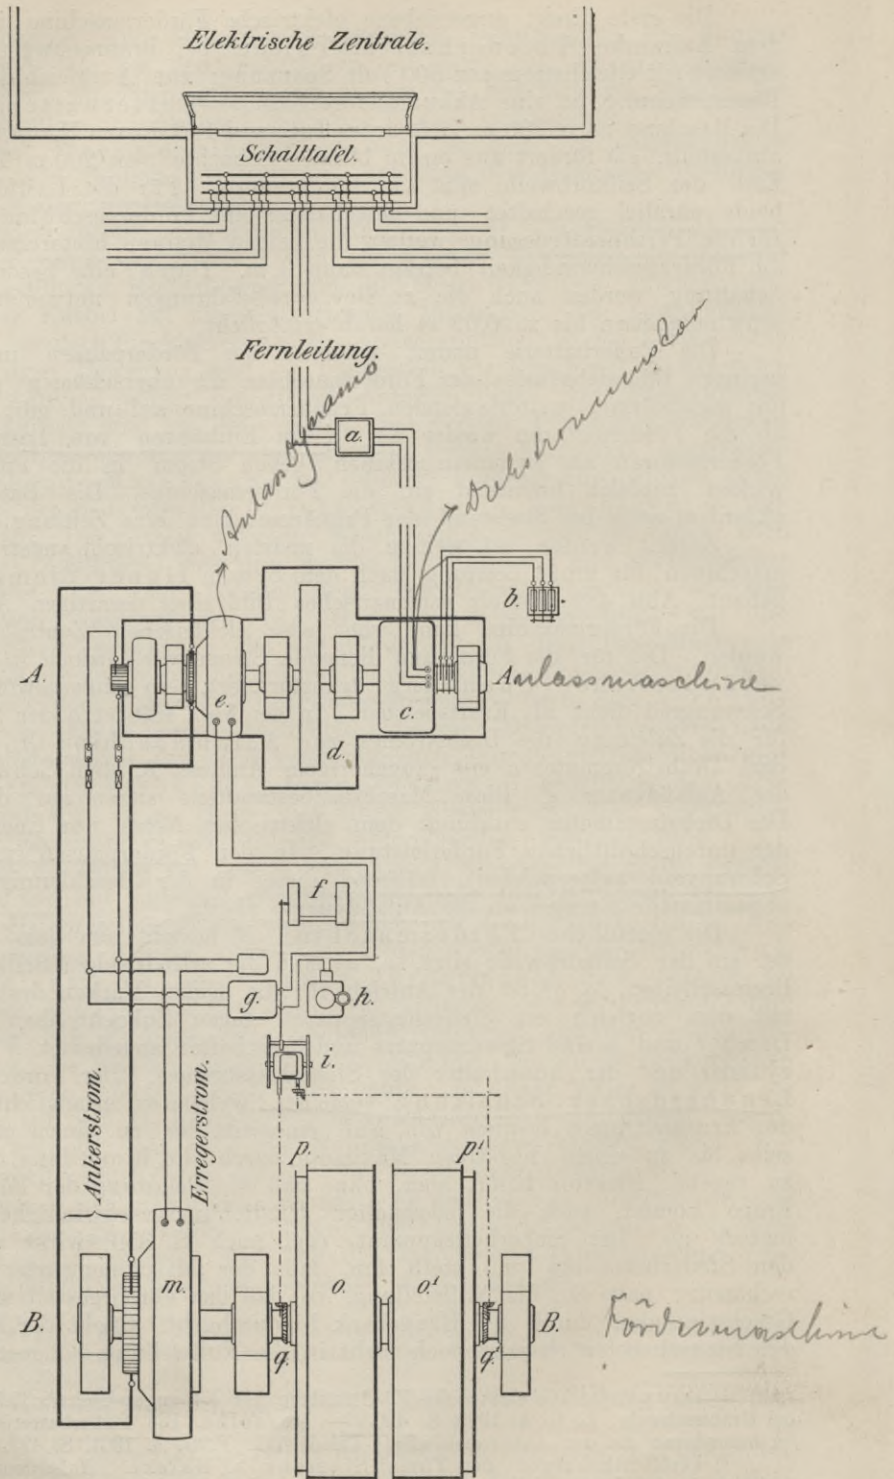 Elektrische Zentrale.
Schalttafel.
Fernleitung.
a.
Anlassdynamo
Drehstrommotor
b.
A.
e.
d.
c.
Anlassmaschine
f
g.
h.
i.
Ankerstrom.
Erregerstrom.
p.
p.¹
B.
m.
q.
o.
o.¹
q.¹
B.
Fördermaschine